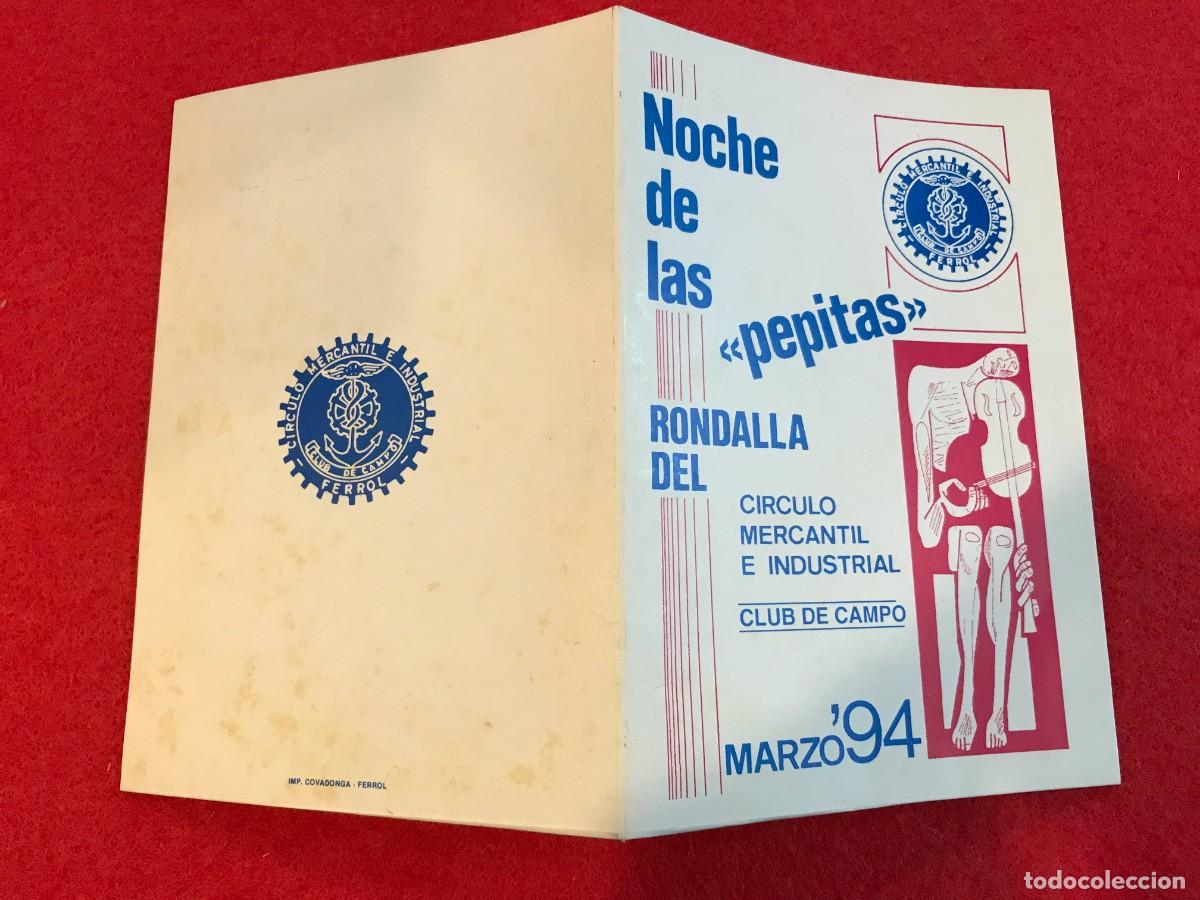 Noche
de
las
«pepitas»
RONDALLA
DEL
CIRCULO
MERCANTIL
E INDUSTRIAL
CLUB DE CAMPO
MARZO '94
CIRCULO MERCANTIL E INDUSTRIAL
CLUB DE CAMPO
FERROL
CIRCULO MERCANTIL E INDUSTRIAL
CLUB DE CAMPO
FERROL
IMP. COVADONGA - FERROL
todocoleccion